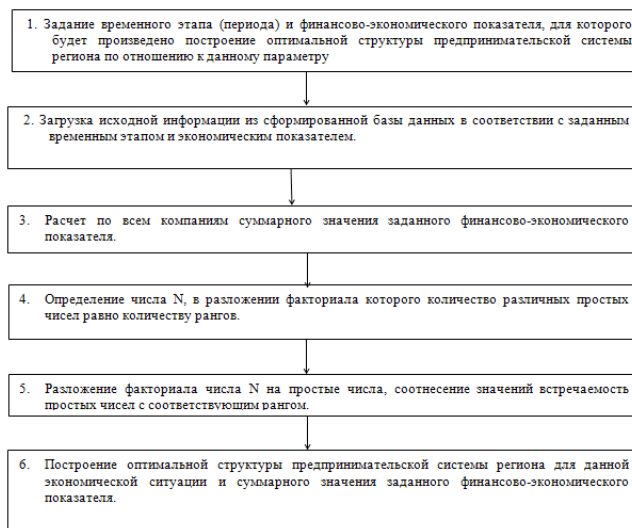 1. Задание временного этапа (периода) и финансово-экономического показателя, для которого
будет произведено построение оптимальной структуры предпринимательской системы
региона по отношению к данному параметру
2. Загрузка исходной информации из сформированной базы данных в соответствии с заданным
временным этапом и экономическим показателем.
3. Расчет по всем компаниям суммарного значения заданного финансово-экономического
показателя.
4. Определение числа N, в разложении факториала которого количество различных простых
чисел равно количеству рангов.
5. Разложение факториала числа N на простые числа, соотнесение значений встречаемость
простых чисел с соответствующим рангом.
6. Построение оптимальной структуры предпринимательской системы региона для данной
экономической ситуации и суммарного значения заданного финансово-экономического
показателя.